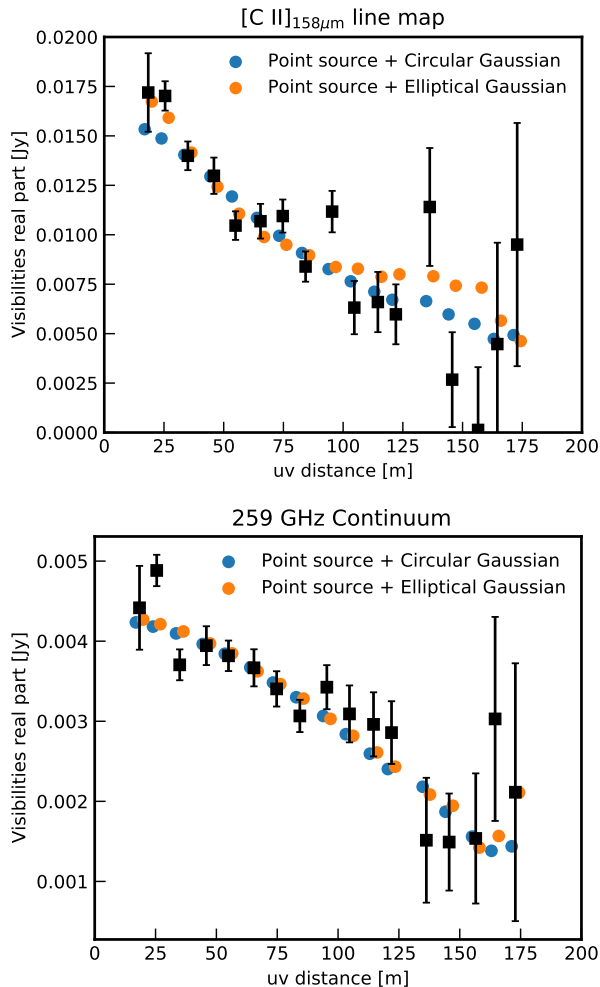 [C II]158μm line map
0.0200
0.0175
0.0150
0.0125
0.0100
0.0075
0.0050
0.0025
0.0000
Visibilities real part [Jy]
Point source + Circular Gaussian
Point source + Elliptical Gaussian
0 25 50 75 100 125 150 175 200
uv distance [m]
259 GHz Continuum
0.005
0.004
0.003
0.002
0.001
Visibilities real part [Jy]
Point source + Circular Gaussian
Point source + Elliptical Gaussian
0 25 50 75 100 125 150 175 200
uv distance [m]